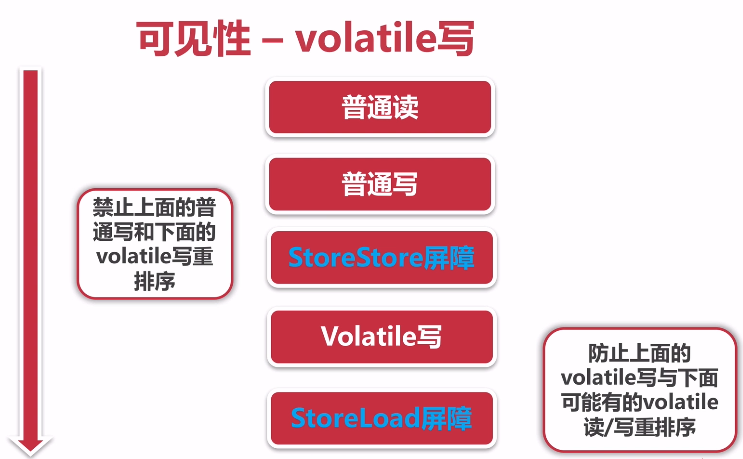 可见性 – volatile写
普通读
普通写
禁止上面的普
通写和下面的
volatile写重
排序
StoreStore屏障
Volatile写
防止上面的
volatile写与下面
可能有的volatile
读/写重排序
StoreLoad屏障